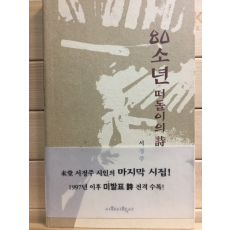 80소년
떠돌이의 詩
서정주
未堂 서정주 시인의 마지막 시집!
1997년 이후 미발표 詩 전격 수록!